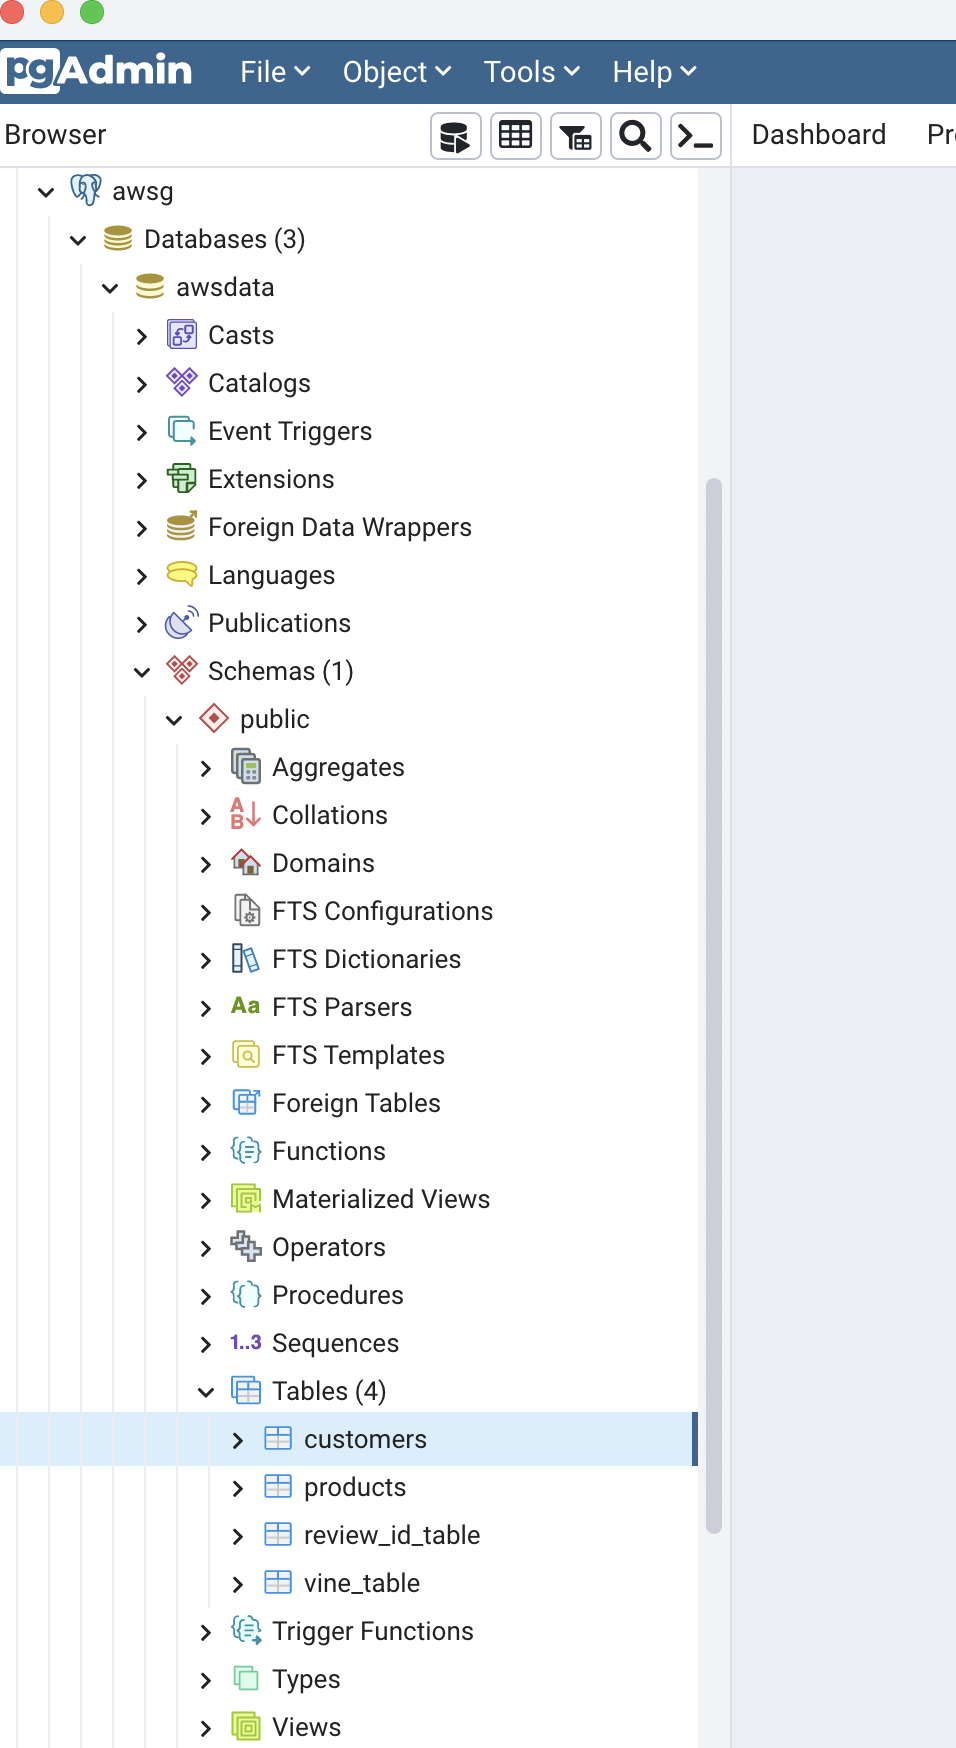 pgAdmin File Object Tools Help
Browser Dashboard Pr
awsg
Databases (3)
awsdata
Casts
Catalogs
Event Triggers
Extensions
Foreign Data Wrappers
Languages
Publications
Schemas (1)
public
Aggregates
Collations
Domains
FTS Configurations
FTS Dictionaries
Aa FTS Parsers
FTS Templates
Foreign Tables
Functions
Materialized Views
Operators
Procedures
1..3 Sequences
Tables (4)
customers
products
review_id_table
vine_table
Trigger Functions
Types
Views